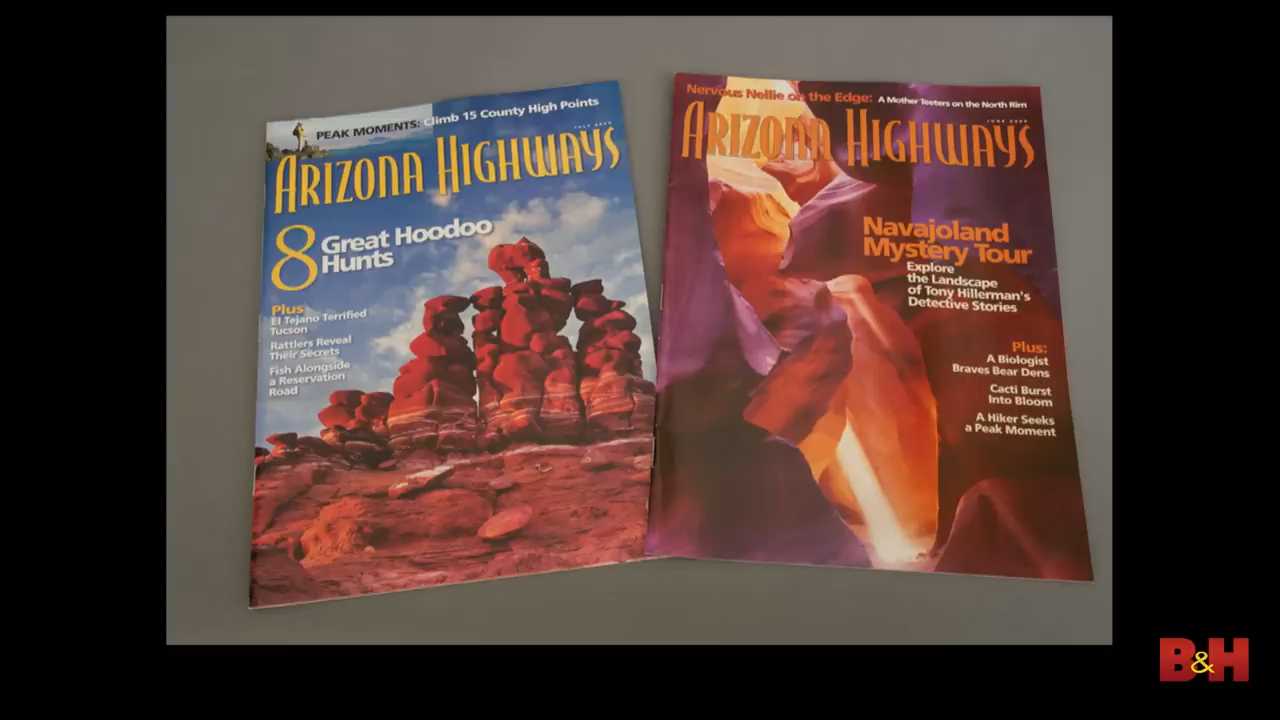 PEAK MOMENTS: Climb 15 County High Points
ARIZONA HIGHWAYS
8 Great Hoodoo
Hunts
Plus
El Tejano Terrified
Tucson
Rattlers Reveal
Their Secrets
Fish Alongside
a Reservation
Road
Nervous Nellie on the Edge: A Mother Teeters on the North Rim
ARIZONA HIGHWAYS
Navajoland
Mystery Tour
Explore
the Landscape
of Tony Hillerman's
Detective Stories
Plus:
A Biologist
Braves Bear Dens
Cacti Burst
Into Bloom
A Hiker Seeks
a Peak Moment
B&H